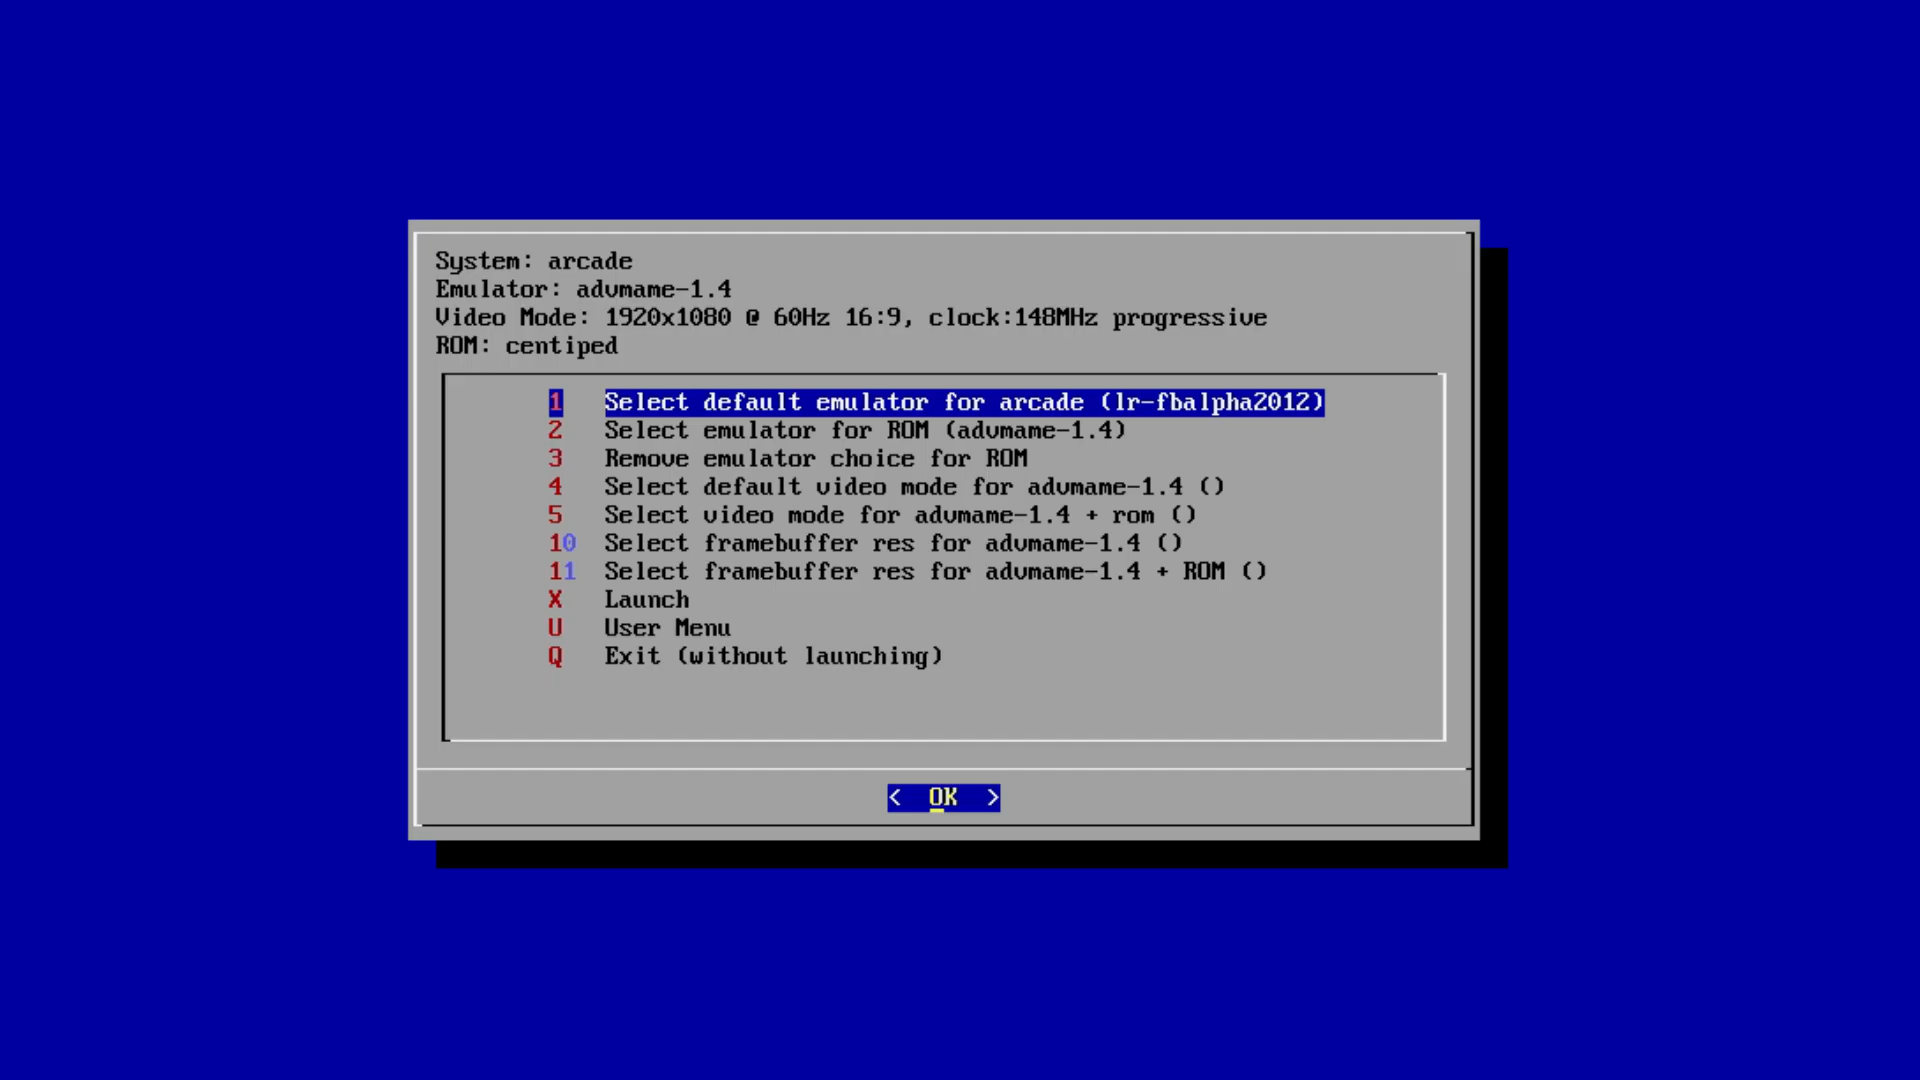 System: arcade
Emulator: advmame-1.4
Video Mode: 1920x1080 @ 60Hz 16:9, clock:148MHz progressive
ROM: centiped
1 Select default emulator for arcade (lr-fbalpha2012)
2 Select emulator for ROM (advmame-1.4)
3 Remove emulator choice for ROM
4 Select default video mode for advmame-1.4 ()
5 Select video mode for advmame-1.4 + rom ()
10 Select framebuffer res for advmame-1.4 ()
11 Select framebuffer res for advmame-1.4 + ROM ()
X Launch
U User Menu
Q Exit (without launching)
< OK >